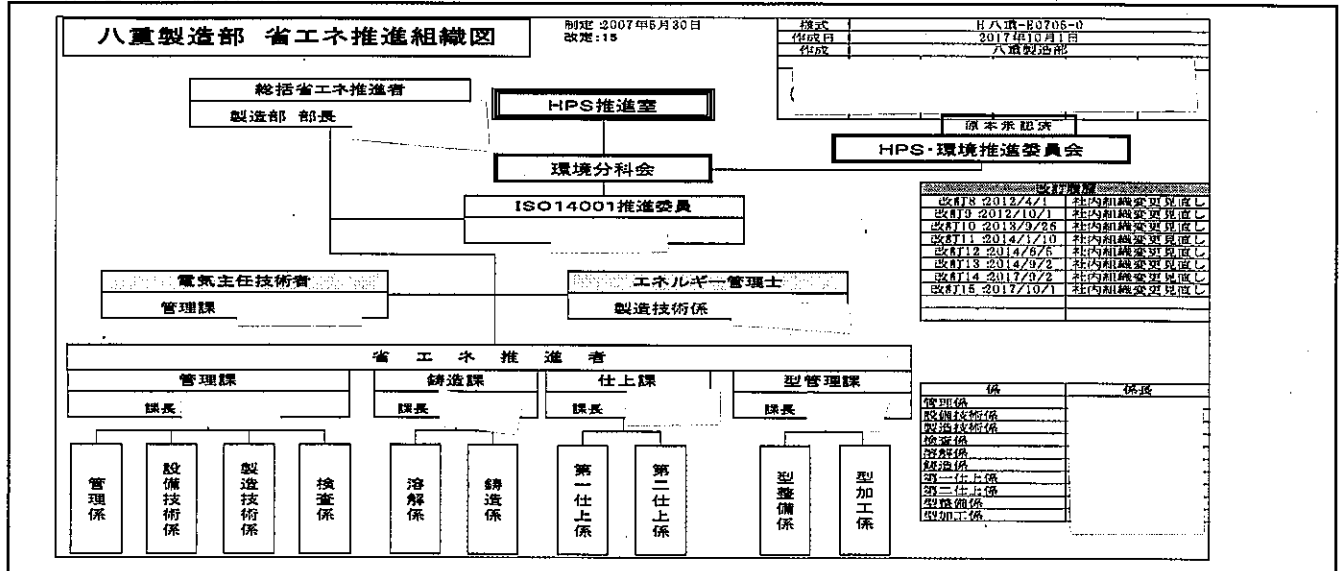 八重製造部 省エネ推進組織図
制定:2007年5月30日
改定:15
様式 H八環-E0706-0
作成日 2017年10月1日
作成 八重製造部
総括省エネ推進者
製造部 部長
HPS推進室
原本承認済
HPS・環境推進委員会
環境分科会
ISO14001推進委員
改訂履歴
改訂8 :2012/4/1 社内組織変更見直し
改訂9 :2012/10/1 社内組織変更見直し
改訂10 :2013/9/26 社内組織変更見直し
改訂11 :2014/1/10 社内組織変更見直し
改訂12 :2014/6/5 社内組織変更見直し
改訂13 :2014/9/2 社内組織変更見直し
改訂14 :2017/9/2 社内組織変更見直し
改訂15 :2017/10/1 社内組織変更見直し
電気主任技術者
管理課
エネルギー管理士
製造技術係
省エネ推進者
管理課 鋳造課 仕上課 型管理課
課長 課長 課長 課長
管理係
設備技術係
製造技術係
検査係
溶解係
鋳造係
第一仕上係
第二仕上係
型整備係
型加工係
係 係長
管理係
設備技術係
製造技術係
検査係
溶解係
鋳造係
第一仕上係
第二仕上係
型整備係
型加工係